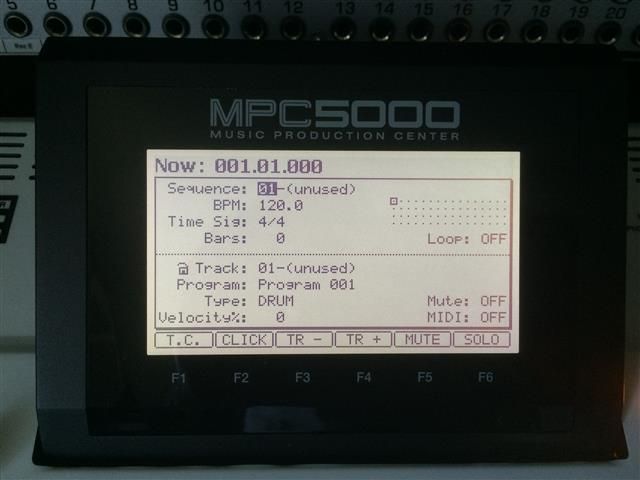 5 6 7 8 9 10 11 12 13 14 15 16 17 18 19 20
Rec E
MPC5000
MUSIC PRODUCTION CENTER
Now: 001.01.000
Sequence: 01-(unused)
BPM: 120.0
Time Sig: 4/4
Bars: 0 Loop: OFF
Track: 01-(unused)
Program: Program 001
Type: DRUM Mute: OFF
Velocity%: 0 MIDI: OFF
T.C. CLICK TR - TR + MUTE SOLO
F1 F2 F3 F4 F5 F6